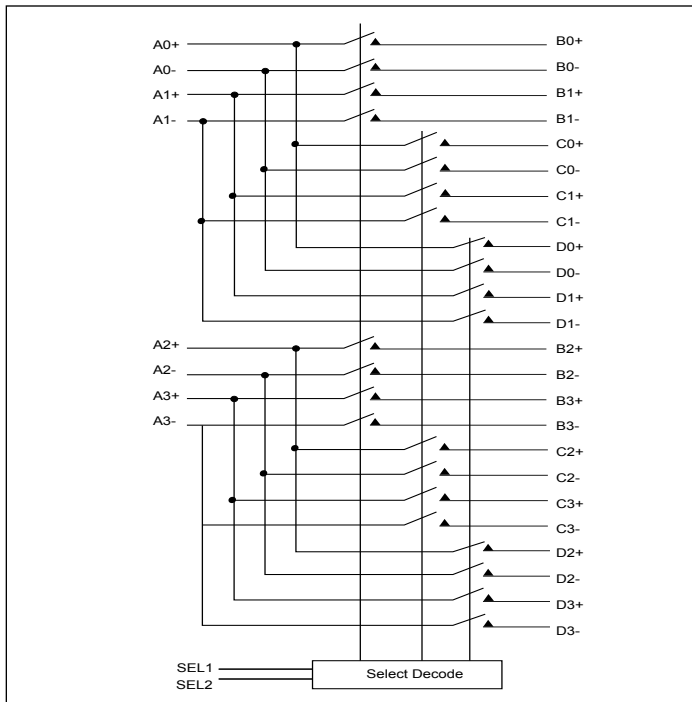 A0+ B0+
A0- B0-
A1+ B1+
A1- B1-
C0+
C0-
C1+
C1-
D0+
D0-
D1+
D1-
A2+ B2+
A2- B2-
A3+ B3+
A3- B3-
C2+
C2-
C3+
C3-
D2+
D2-
D3+
D3-
SEL1
SEL2
Select Decode